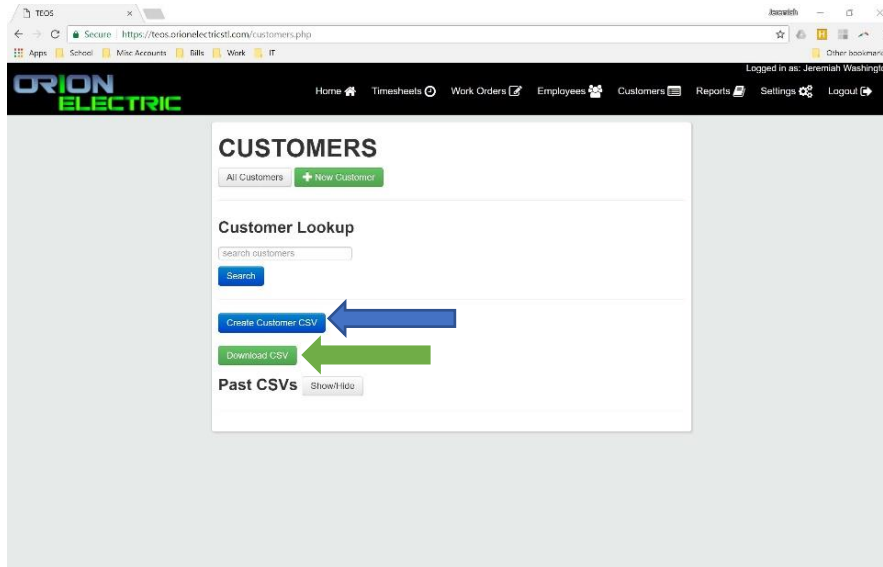 TEOS
Jeremiah
Secure https://teos.orionelectricstl.com/customers.php
Apps School Misc Accounts Bills Work IT Other bookmark
Logged in as: Jeremiah Washingt
ORION
ELECTRIC
Home Timesheets Work Orders Employees Customers Reports Settings Logout
CUSTOMERS
All Customers New Customer
Customer Lookup
search customers
Search
Create Customer CSV
Download CSV
Past CSVs Show/Hide